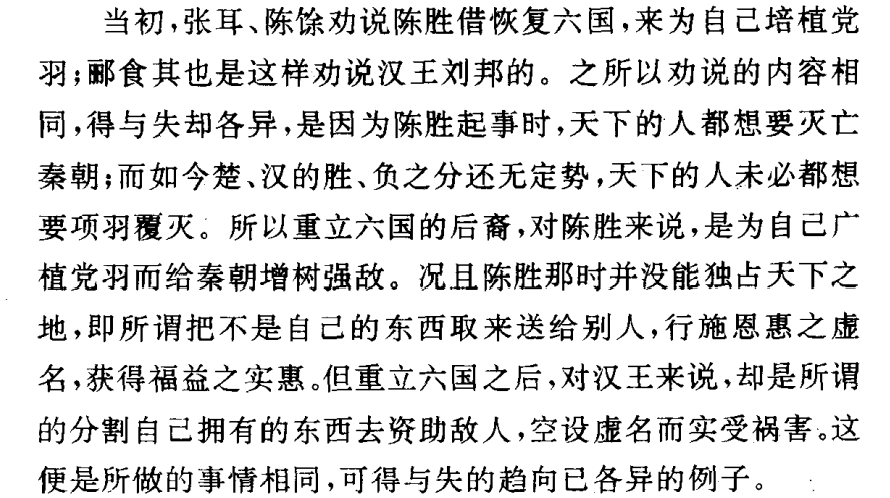 当初,张耳、陈馀劝说陈胜借恢复六国,来为自己培植党
羽;郦食其也是这样劝说汉王刘邦的。之所以劝说的内容相
同,得与失却各异,是因为陈胜起事时,天下的人都想要灭亡
秦朝;而如今楚、汉的胜、负之分还无定势,天下的人未必都想
要项羽覆灭。所以重立六国的后裔,对陈胜来说,是为自己广
植党羽而给秦朝增树强敌。况且陈胜那时并没能独占天下之
地,即所谓把不是自己的东西取来送给别人,行施恩惠之虚
名,获得福益之实惠。但重立六国之后,对汉王来说,却是所谓
的分割自己拥有的东西去资助敌人,空设虚名而实受祸害。这
便是所做的事情相同,可得与失的趋向已各异的例子。